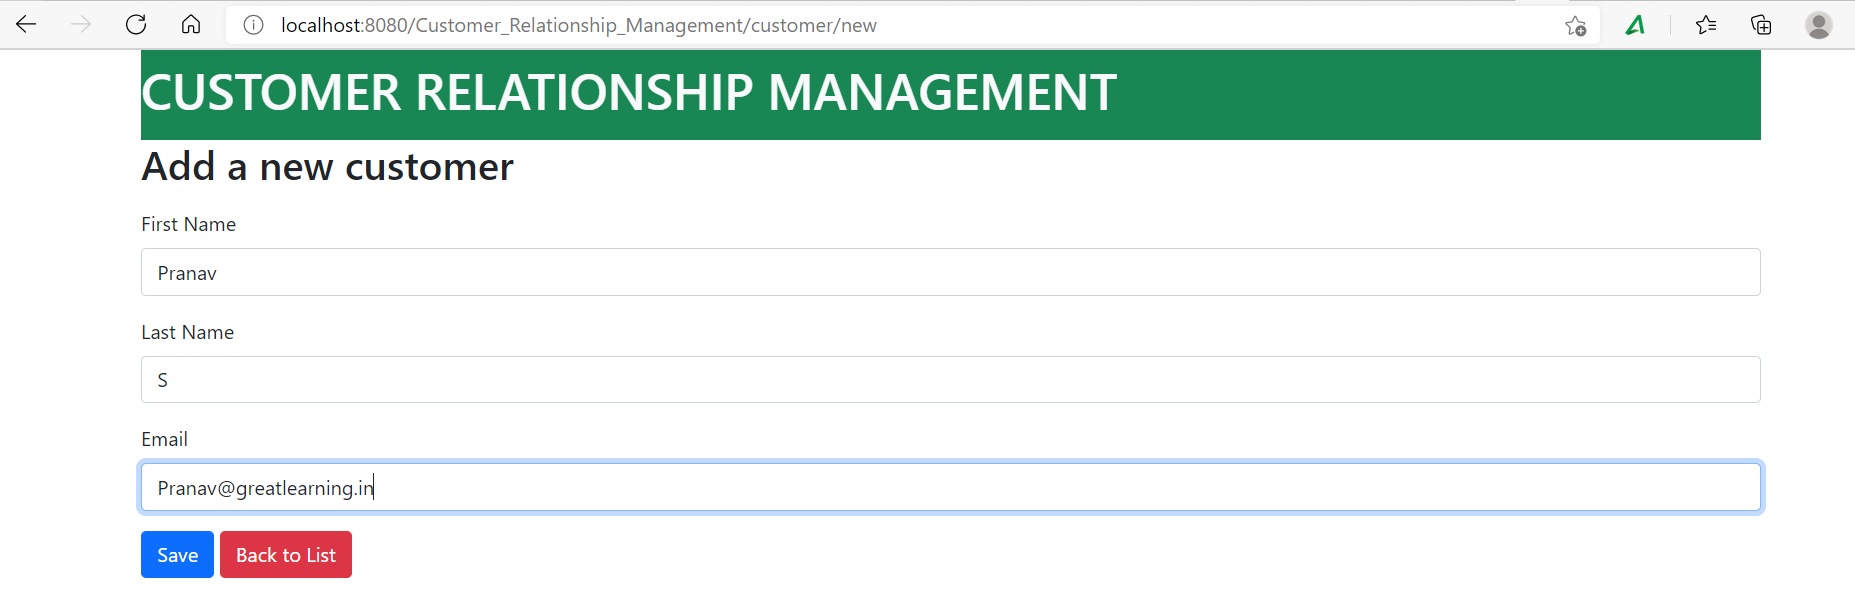 localhost:8080/Customer_Relationship_Management/customer/new
CUSTOMER RELATIONSHIP MANAGEMENT
Add a new customer
First Name
Pranav
Last Name
S
Email
Pranav@greatlearning.in
Save Back to List